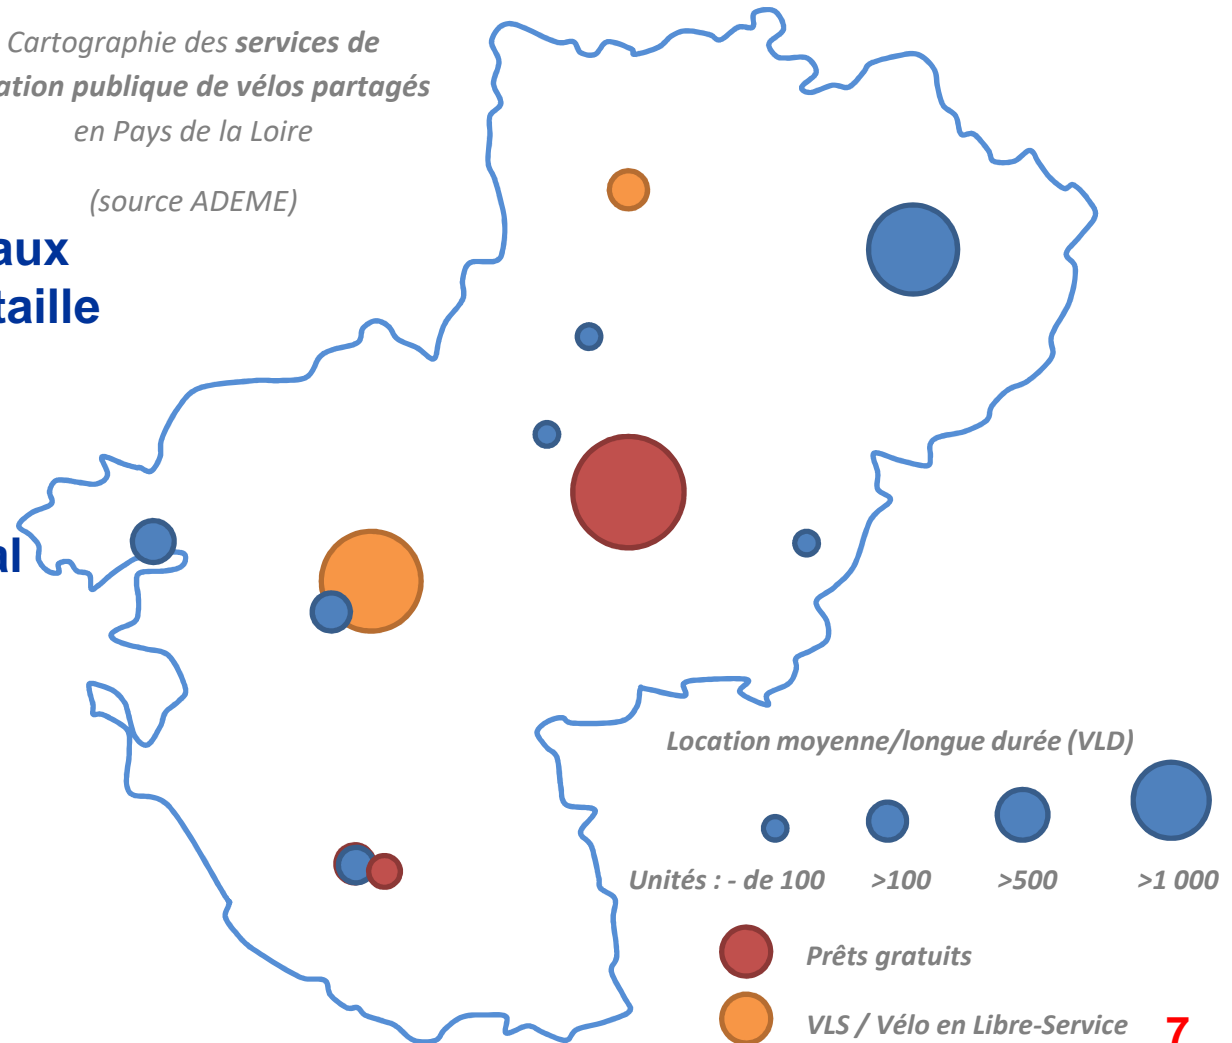 Cartographie des services de
ation publique de vélos partagés
en Pays de la Loire
(source ADEME)
aux
taille
al
Location moyenne/longue durée (VLD)
Unités : - de 100 >100 >500 >1 000
Prêts gratuits
VLS / Vélo en Libre-Service
7